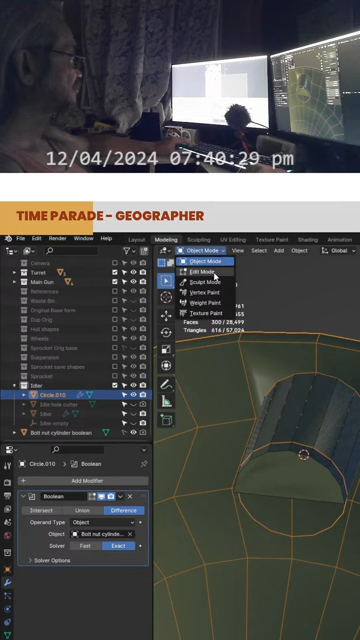 12/04/2024 07:40:29 pm
TIME PARADE - GEOGRAPHER
File Edit Render Window Help Layout Modeling Sculpting UV Editing Texture Paint Shading Animation
Object Mode View Select Add Mesh
Camera
Turret
Main Gun
References
Waste Bin
Original Base form
Dup Orig
Hull shapes
Wheels
Sprocket Orig base
Suspension
Sprocket save shapes
Sprocket
Idler
Circle.010
Idler hole cutter
Idler
Idler empty
Bolt nut cylinder boolean
Object Mode
Edit Mode
Sculpt Mode
Vertex Paint
Weight Paint
Texture Paint
Faces 300 / 28,499
Triangles 616 / 57,024
Circle.010 > Boolean
+ Add Modifier
Boolean
Intersect Union Difference
Operand Type Object
Object Bolt nut cylinde...
Solver Fast Exact
> Solver Options